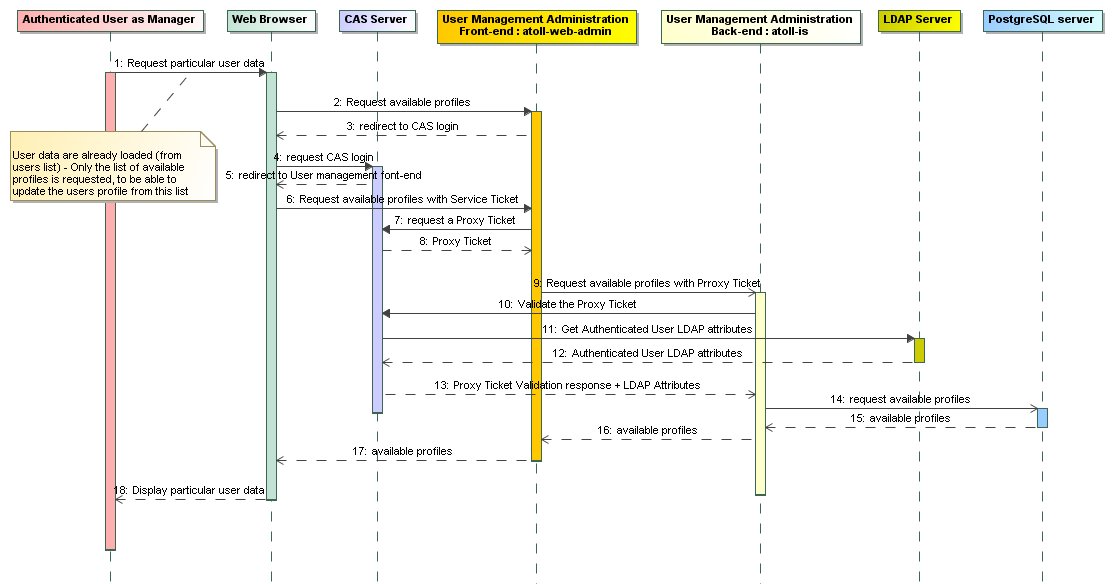 Authenticated User as Manager
Web Browser
CAS Server
User Management Administration
Front-end : atoll-web-admin
User Management Administration
Back-end : atoll-is
LDAP Server
PostgreSQL server
1: Request particular user data
2: Request available profiles
3: redirect to CAS login
User data are already loaded (from
users list) - Only the list of available
profiles is requested, to be able to
update the users profile from this list
4: request CAS login
5: redirect to User management font-end
6: Request available profiles with Service Ticket
7: request a Proxy Ticket
8: Proxy Ticket
9: Request available profiles with Prroxy Ticket
10: Validate the Proxy Ticket
11: Get Authenticated User LDAP attributes
12: Authenticated User LDAP attributes
13: Proxy Ticket Validation response + LDAP Attributes
14: request available profiles
15: available profiles
16: available profiles
17: available profiles
18: Display particular user data